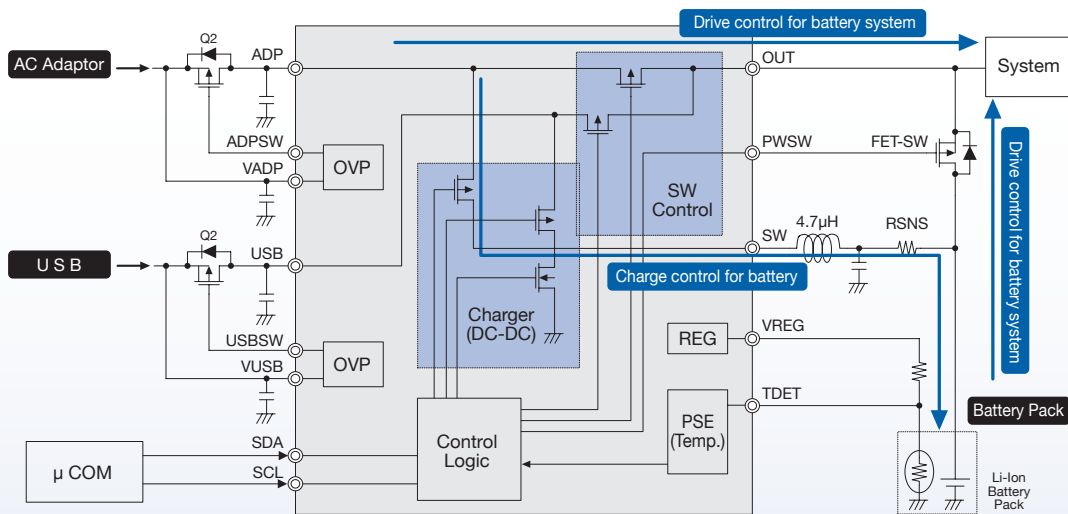 Drive control for battery system
Q2
ADP
OUT
AC Adaptor
System
ADPSW
OVP
VADP
PWSW
FET-SW
SW
Control
Drive control for battery system
4.7µH
RSNS
SW
Q2
USB
U S B
Charge control for battery
Charger
(DC-DC)
USBSW
OVP
VUSB
REG
VREG
TDET
PSE
(Temp.)
Battery Pack
Control
Logic
SDA
SCL
µ COM
Li-Ion
Battery
Pack